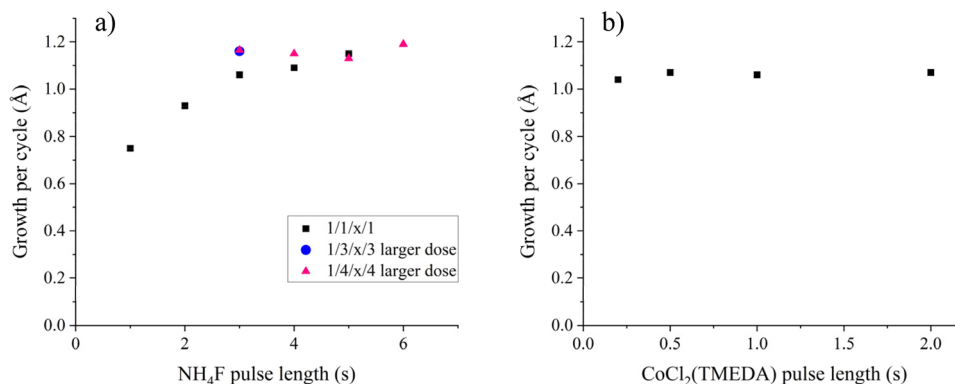 a)
Growth per cycle (Å)
1.2
1.0
0.8
0.6
0.4
0.2
0.0
0
2
4
6
NH₄F pulse length (s)
1/1/x/1
1/3/x/3 larger dose
1/4/x/4 larger dose
b)
Growth per cycle (Å)
1.2
1.0
0.8
0.6
0.4
0.2
0.0
0.0
0.5
1.0
1.5
2.0
CoCl₂(TMEDA) pulse length (s)